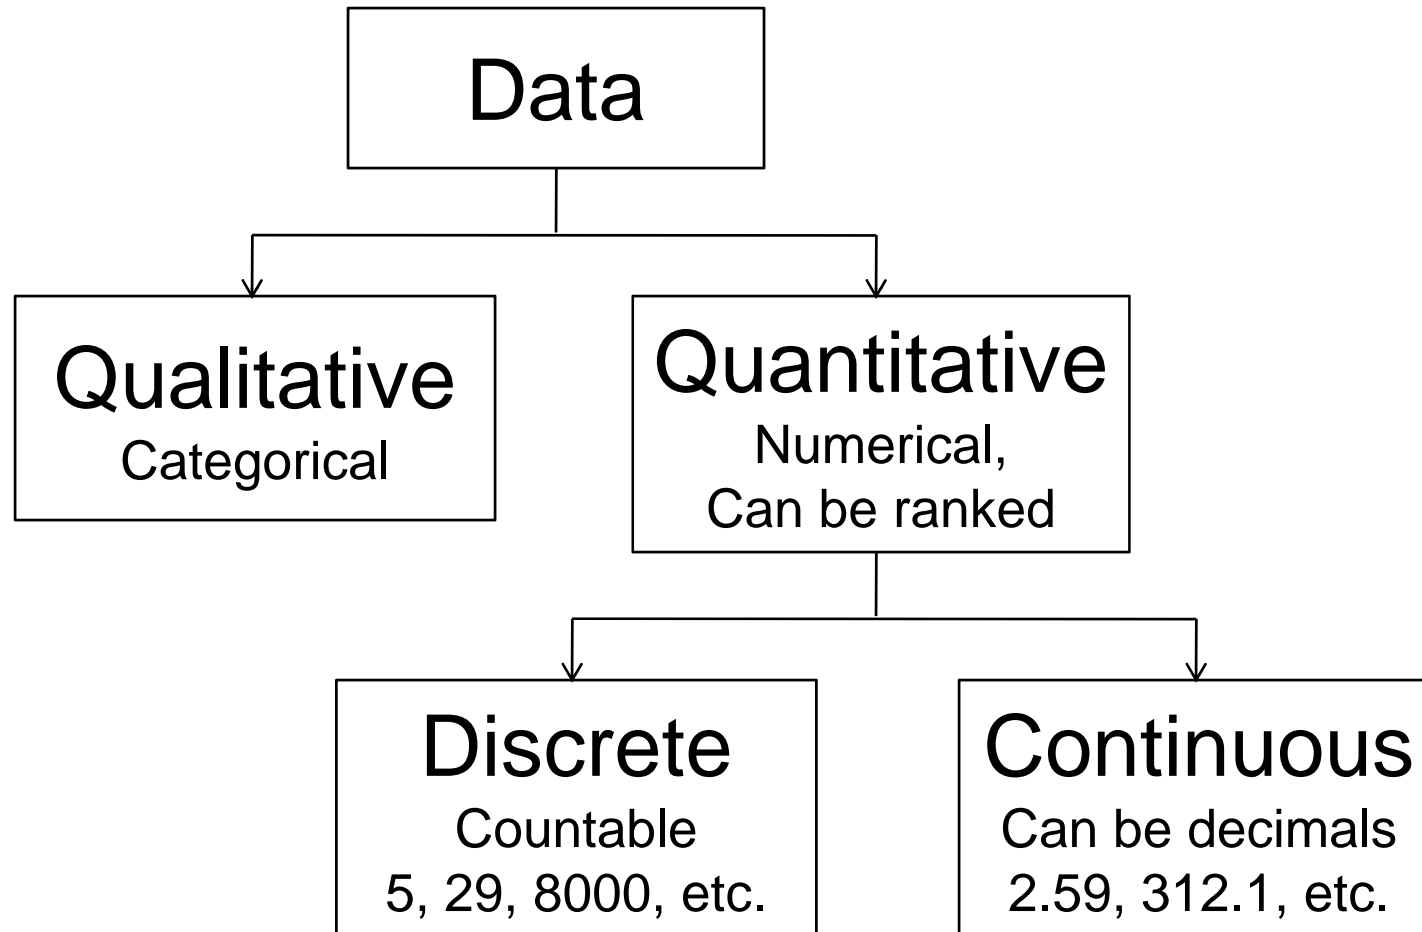 Data
Qualitative
Categorical
Quantitative
Numerical,
Can be ranked
Discrete
Countable
5, 29, 8000, etc.
Continuous
Can be decimals
2.59, 312.1, etc.